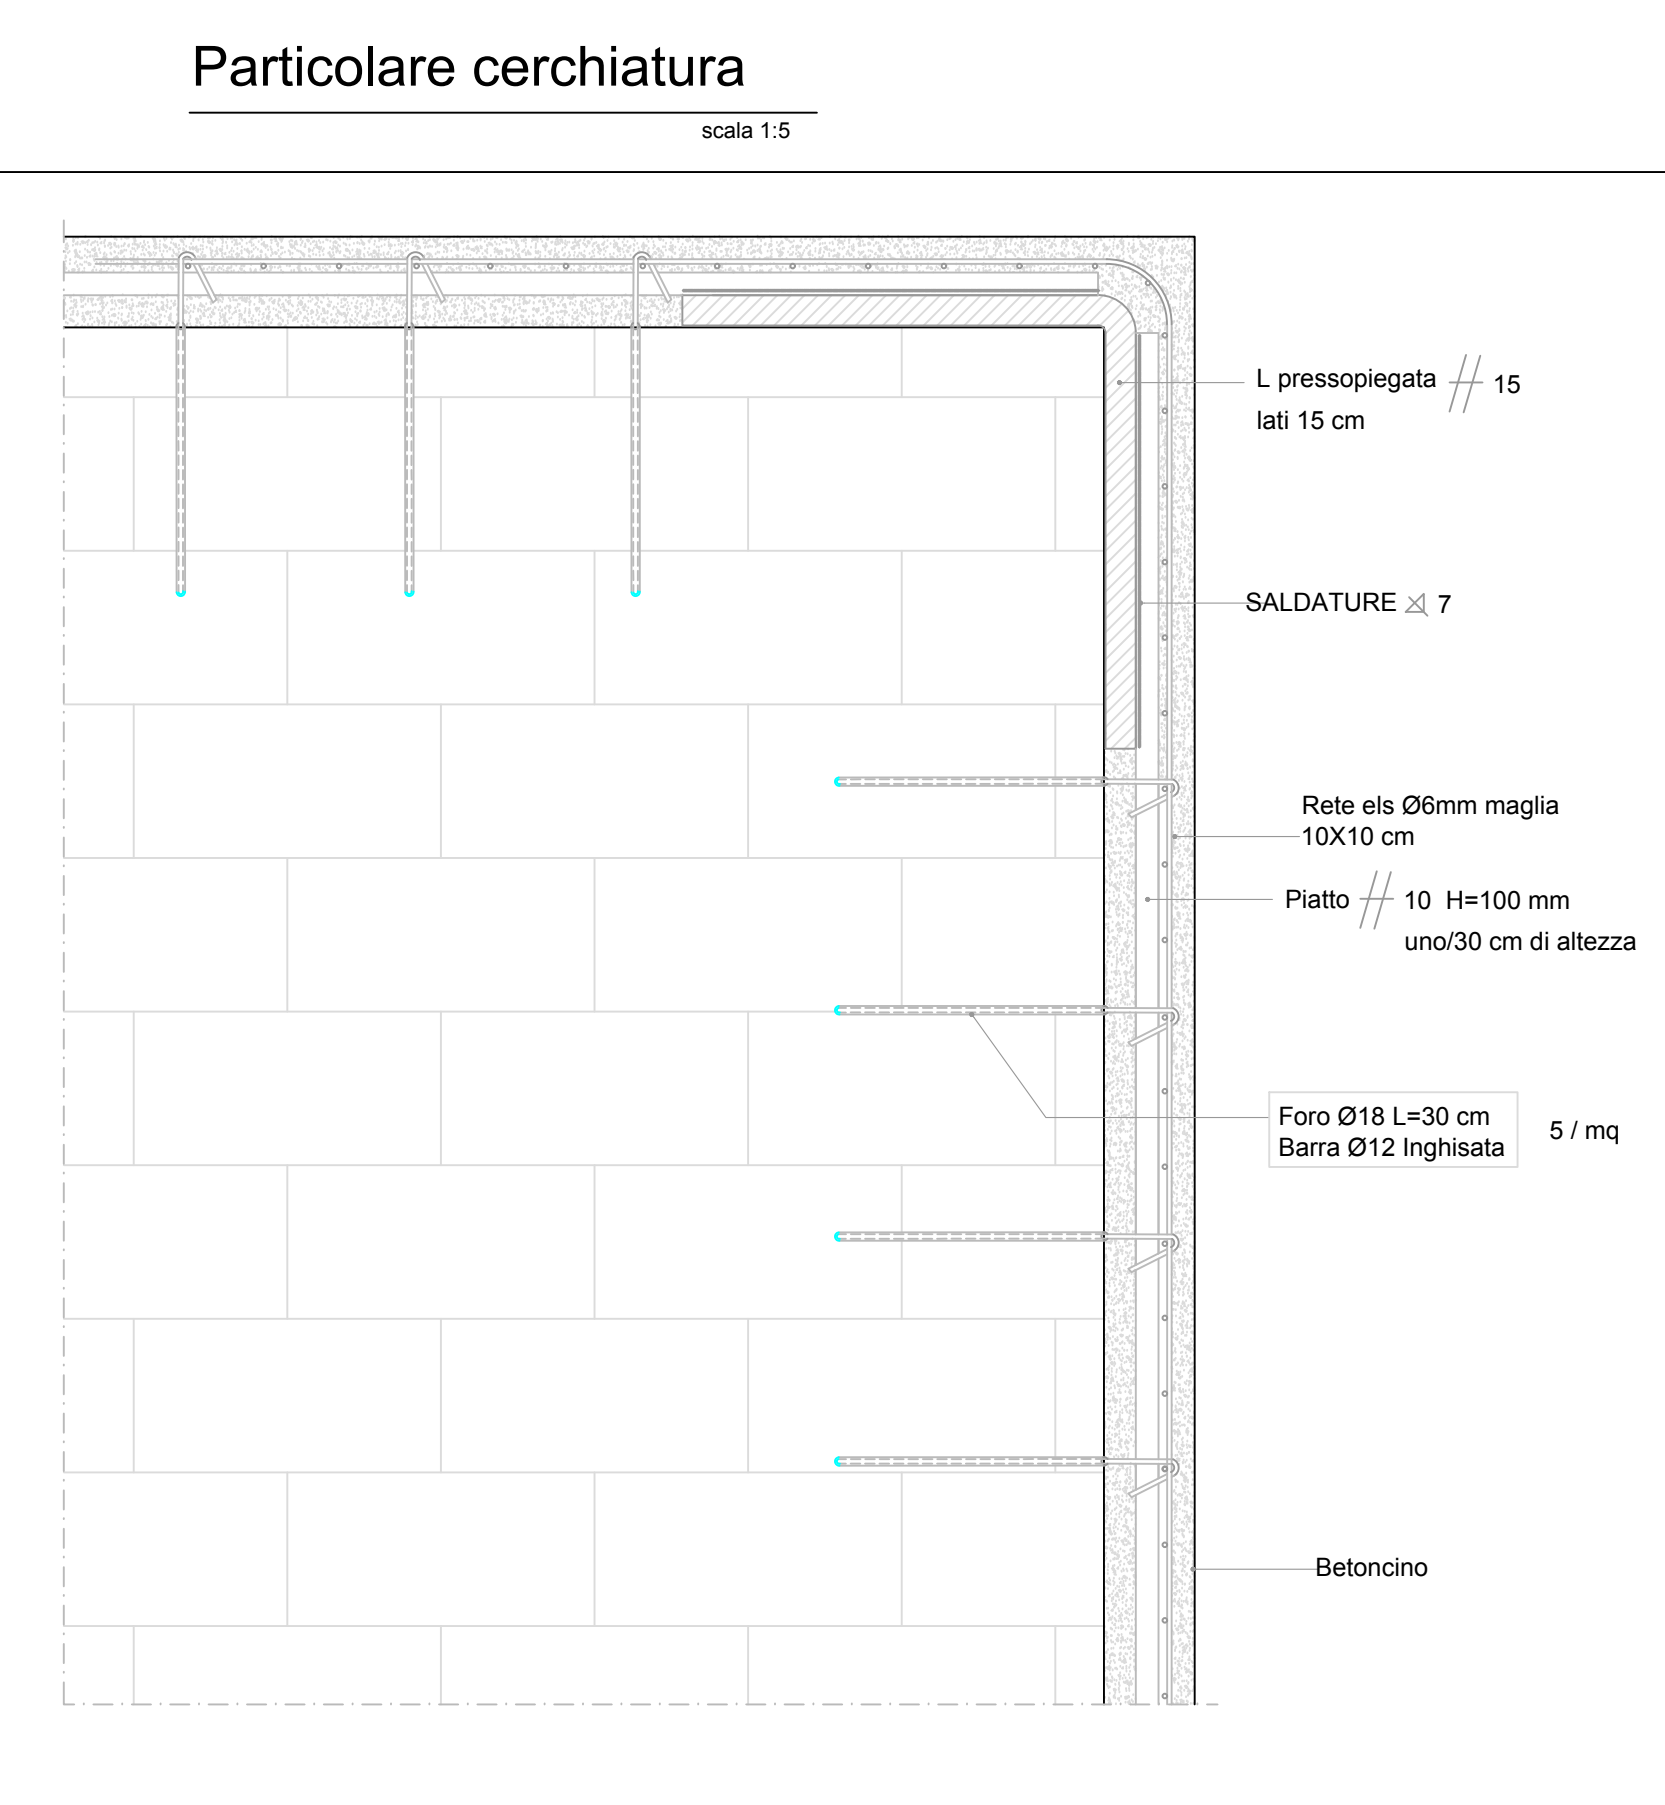 Particolare cerchiatura
scala 1:5
L pressopiegata 15
lati 15 cm
SALDATURE 7
Rete els Ø6mm maglia
10X10 cm
Piatto 10 H=100 mm
uno/30 cm di altezza
Foro Ø18 L=30 cm
Barra Ø12 Inghisata
5 / mq
Betoncino